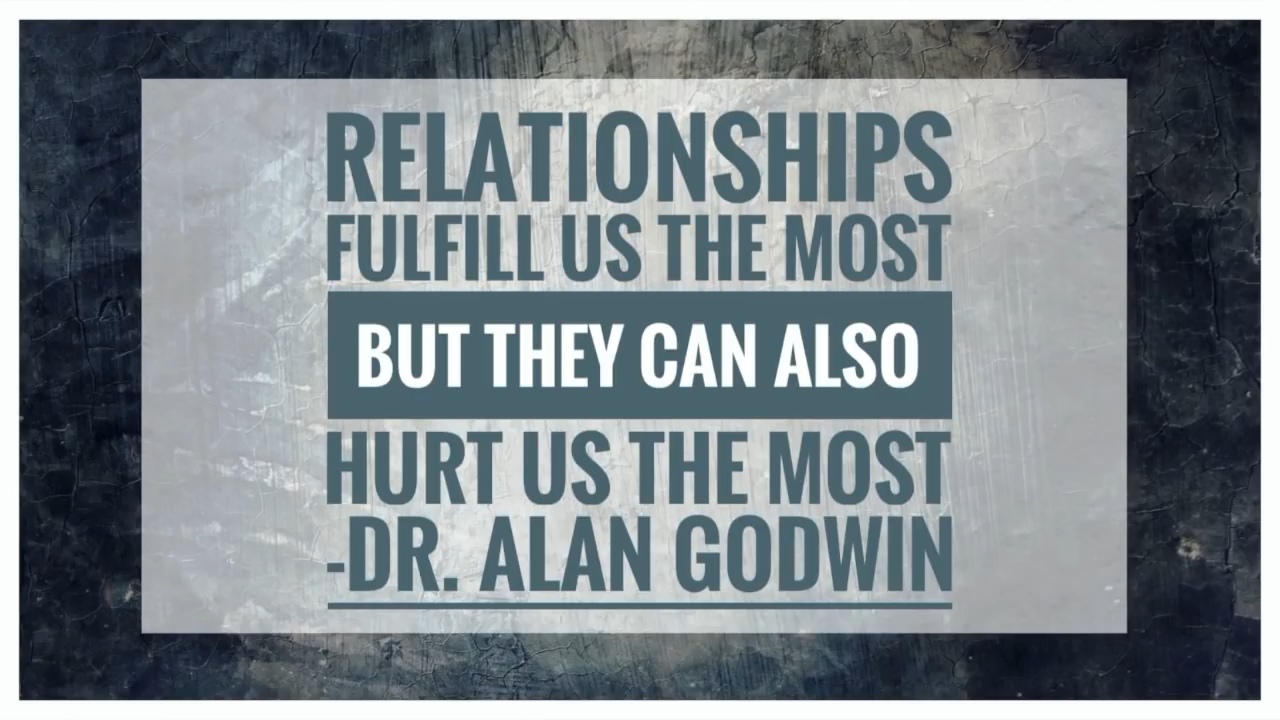 RELATIONSHIPS
FULFILL US THE MOST
BUT THEY CAN ALSO
HURT US THE MOST
-DR. ALAN GODWIN